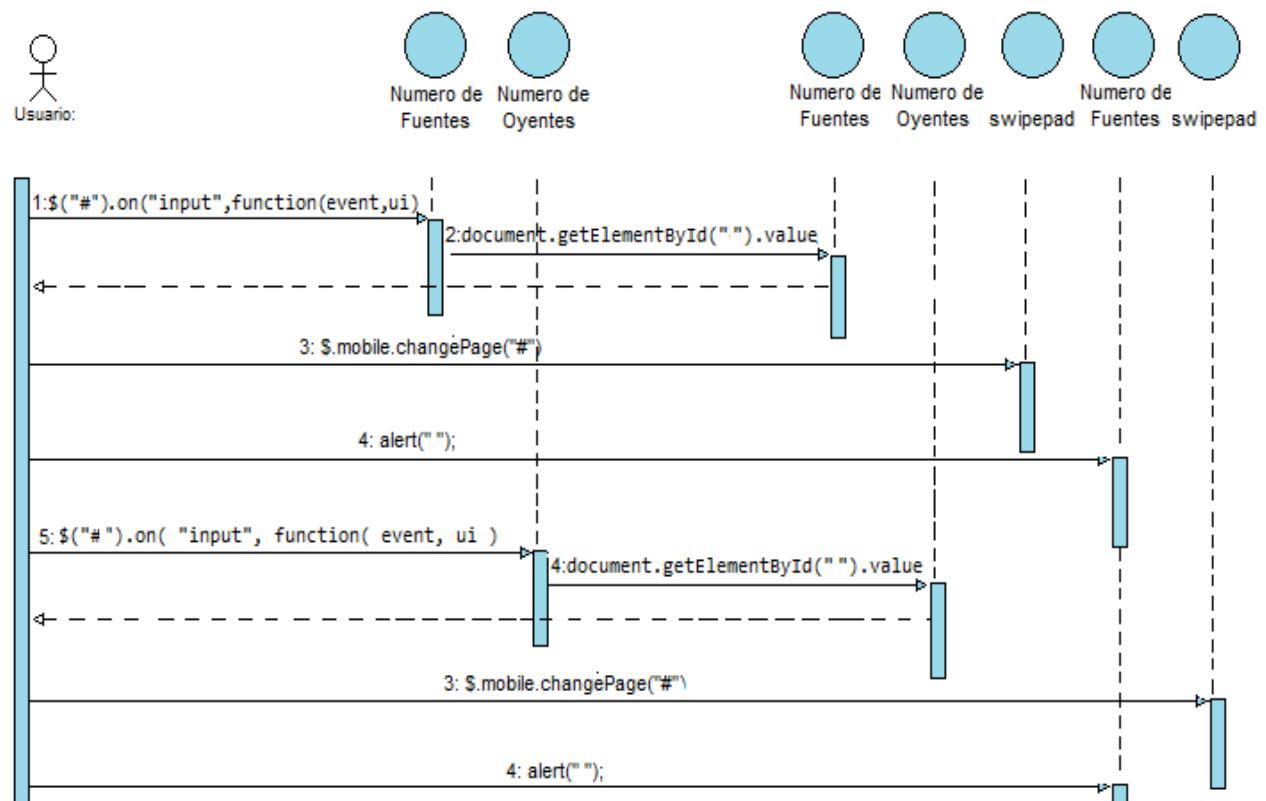 Usuario:
Numero de
Fuentes
Numero de
Oyentes
Numero de
Fuentes
Numero de
Oyentes
swipepad
Numero de
Fuentes
swipepad
1:$("#").on("input",function(event,ui)
2:document.getElementById(" ").value
3: $.mobile.changePage("#")
4: alert(" ");
5: $("# ").on( "input", function( event, ui )
4:document.getElementById(" ").value
3: $.mobile.changePage("#"\
4: alert(" ");